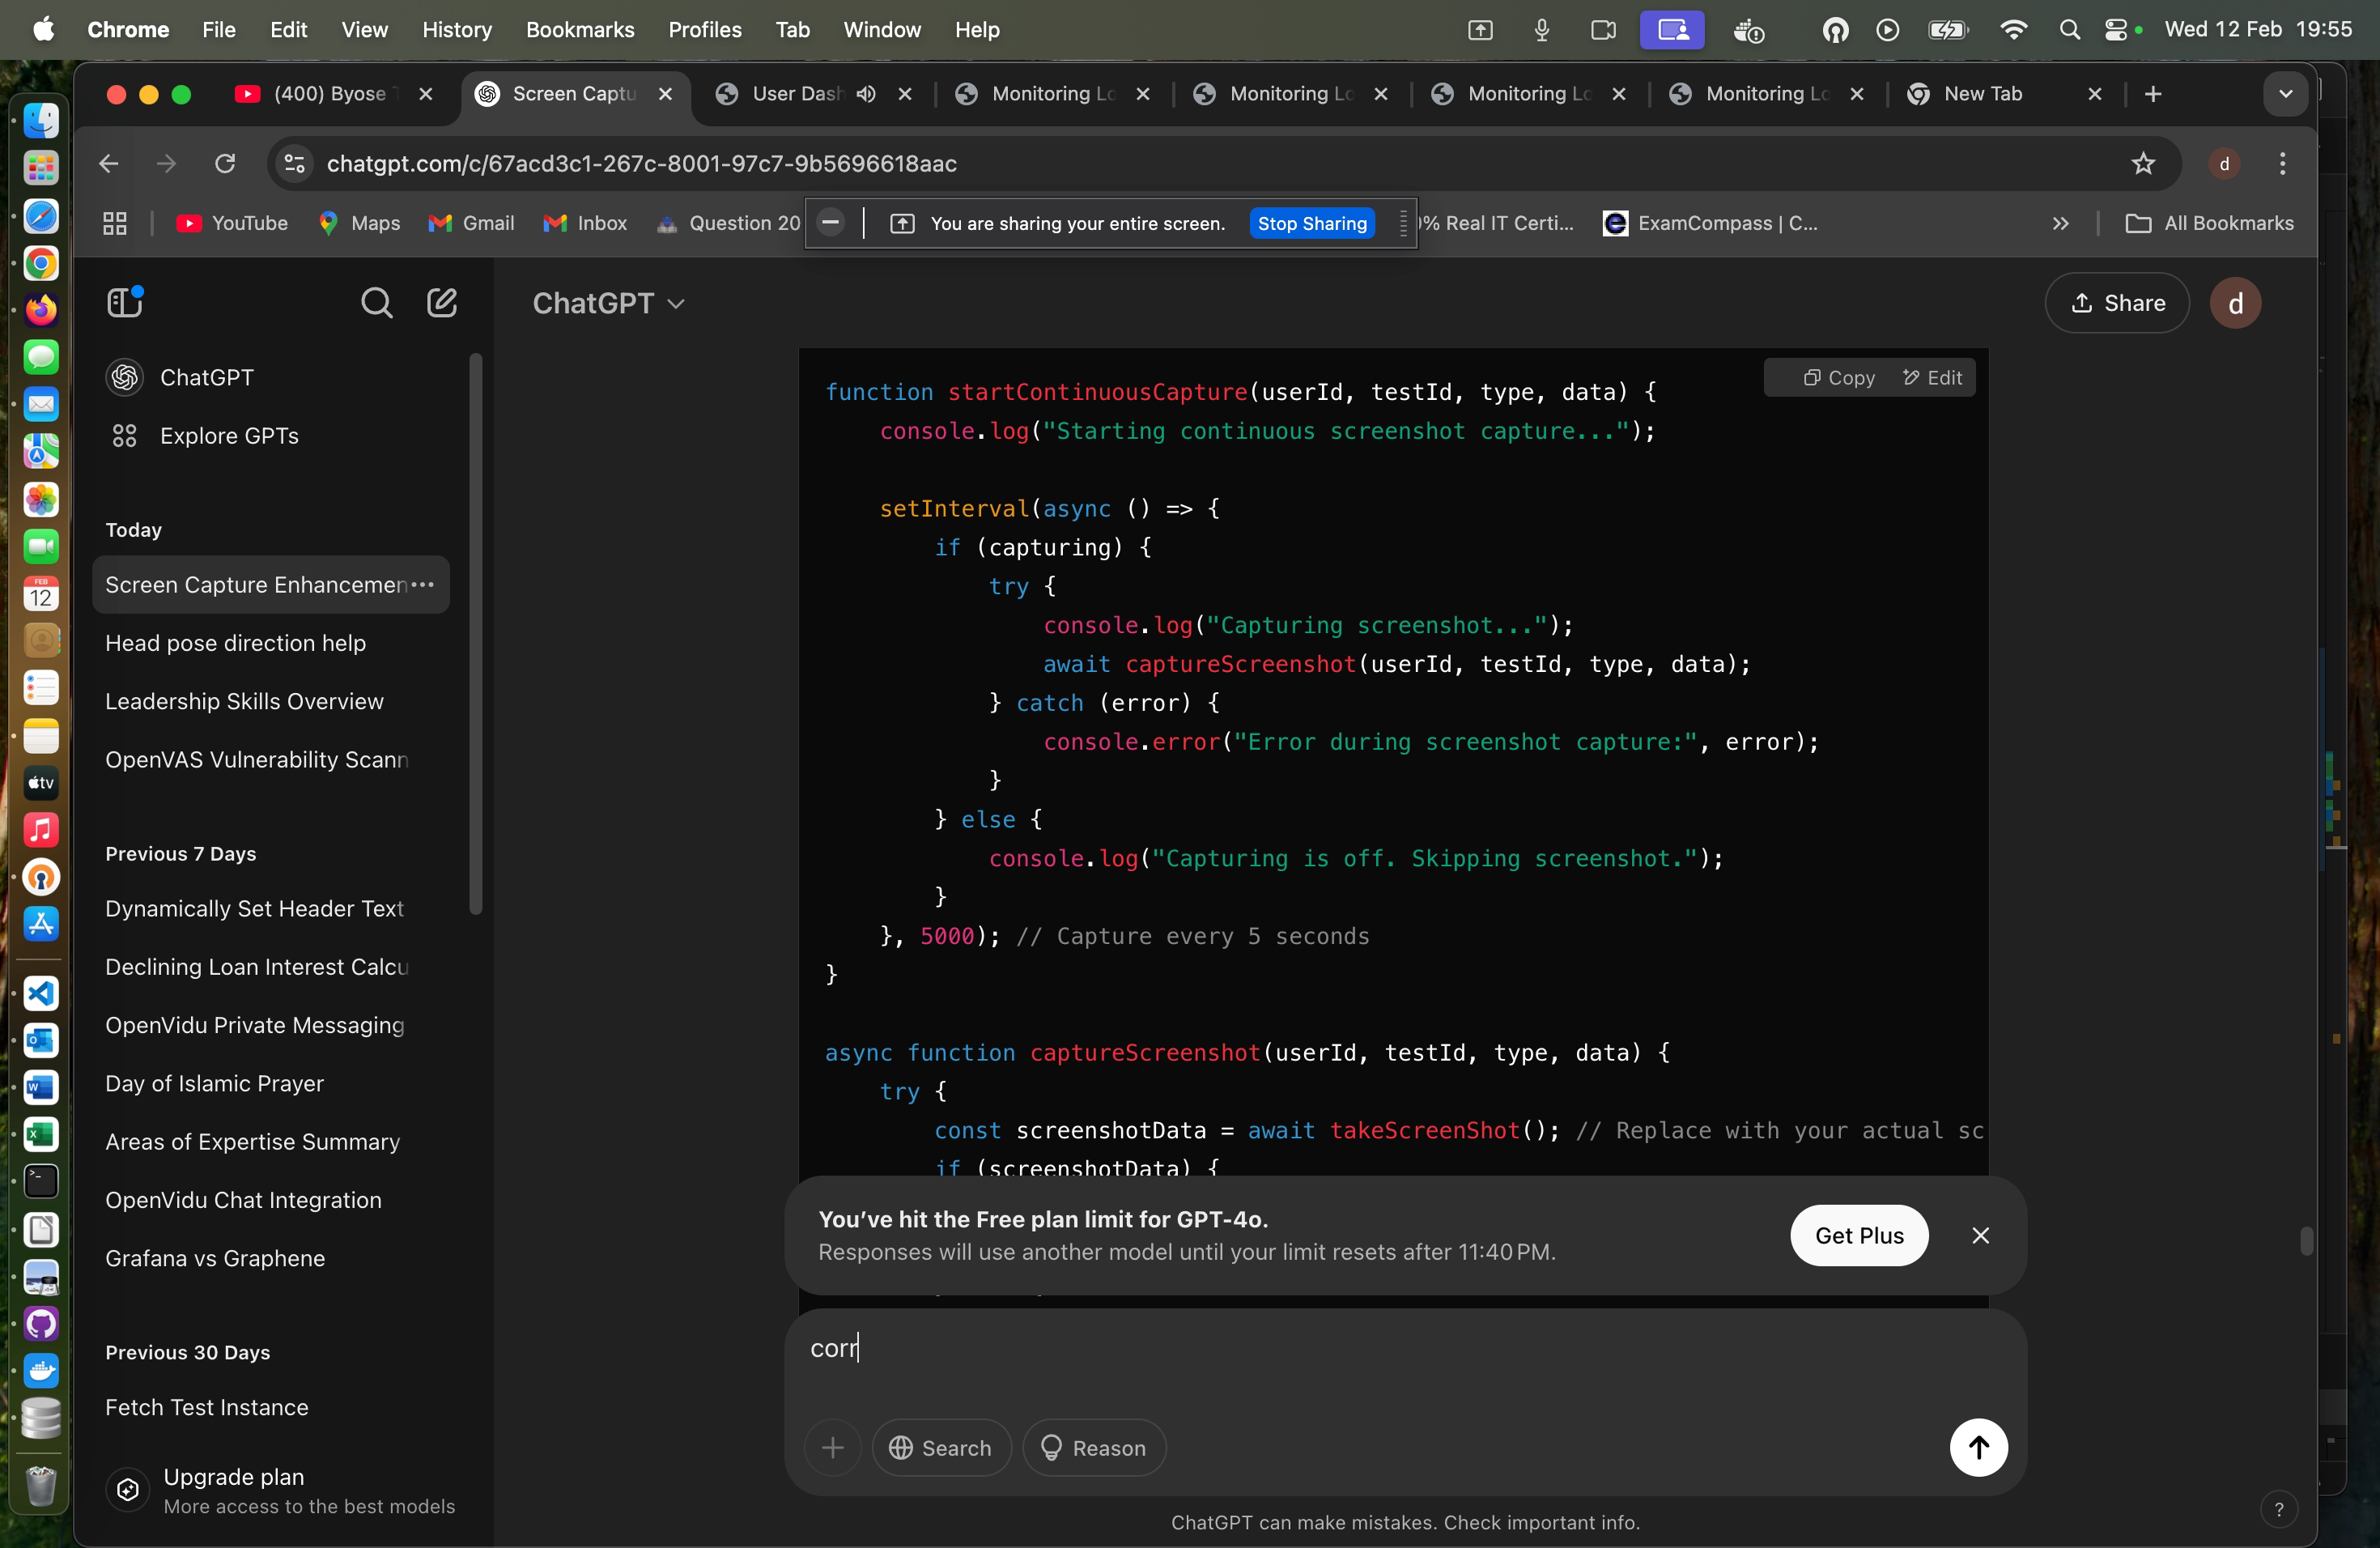 Chrome File Edit View History Bookmarks Profiles Tab Window Help Wed 12 Feb 19:55
(400) Byose Screen Captu User Dash Monitoring Lo Monitoring Lo Monitoring Lo Monitoring Lo New Tab
chatgpt.com/c/67acd3c1-267c-8001-97c7-9b5696618aac d
YouTube Maps Gmail Inbox Question 20 You are sharing your entire screen. Stop Sharing % Real IT Certi... ExamCompass | C... All Bookmarks
ChatGPT Share d
ChatGPT
Explore GPTs
Today
Screen Capture Enhancemen
Head pose direction help
Leadership Skills Overview
OpenVAS Vulnerability Scann
Previous 7 Days
Dynamically Set Header Text
Declining Loan Interest Calcu
OpenVidu Private Messaging
Day of Islamic Prayer
Areas of Expertise Summary
OpenVidu Chat Integration
Grafana vs Graphene
Previous 30 Days
Fetch Test Instance
Upgrade plan
More access to the best models
Copy Edit
function startContinuousCapture(userId, testId, type, data) {
console.log("Starting continuous screenshot capture...");
setInterval(async () => {
if (capturing) {
try {
console.log("Capturing screenshot...");
await captureScreenshot(userId, testId, type, data);
} catch (error) {
console.error("Error during screenshot capture:", error);
}
} else {
console.log("Capturing is off. Skipping screenshot.");
}
}, 5000); // Capture every 5 seconds
}
async function captureScreenshot(userId, testId, type, data) {
try {
const screenshotData = await takeScreenShot(); // Replace with your actual sc
if (screenshotData) {
You've hit the Free plan limit for GPT-4o.
Responses will use another model until your limit resets after 11:40 PM.
Get Plus
corr
Search Reason
ChatGPT can make mistakes. Check important info.
?
FEB
12
tv